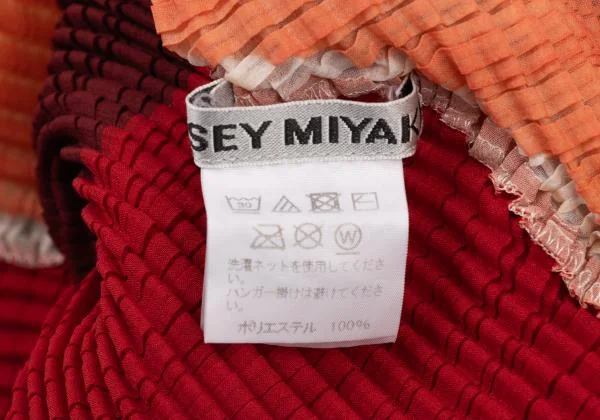 SEY MIYAK
30
W
洗濯ネットを使用してくださ
い。
ハンガー掛けは避けてくださ
い。
ポリエステル 100%